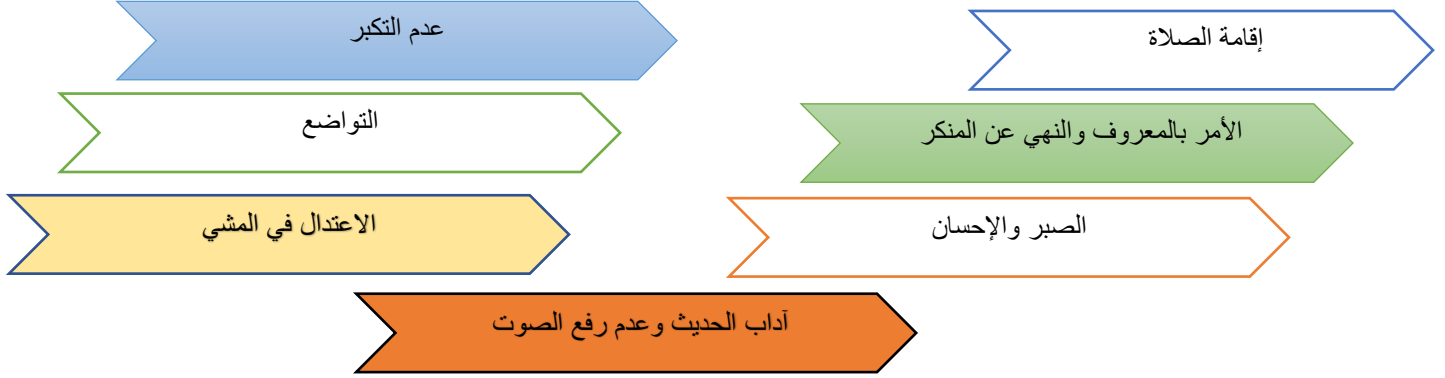 إقامة الصلاة
عدم التكبر
الأمر بالمعروف والنهي عن المنكر
التواضع
الصبر والإحسان
الاعتدال في المشي
آداب الحديث وعدم رفع الصوت